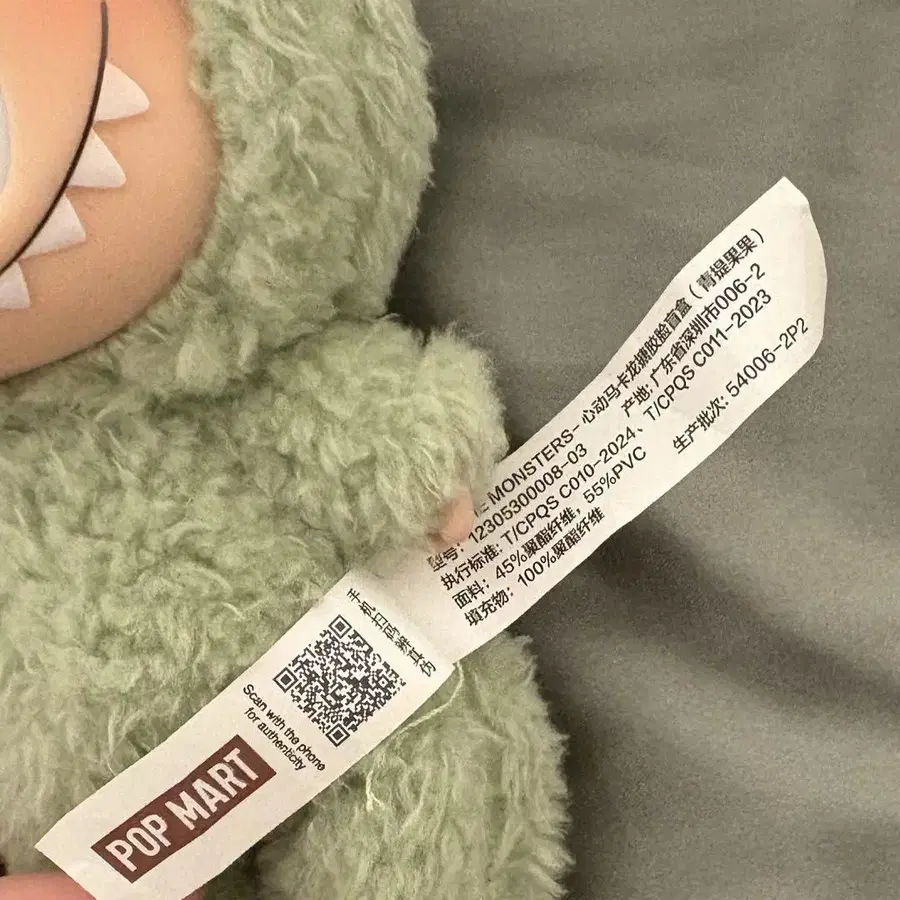 MONSTERS-心动马卡龙搪胶脸盲盒(青提果果)
型号: 12305300008-03 产地: 广东省深圳市006-2
执行标准: T/CPQS C010-2024、T/CPQS C011-2023
面料: 45%聚酯纤维, 55%PVC 生产批次: 54006-2P2
填充物: 100%聚酯纤维
手机扫码辨真伪
Scan with the phone
for authenticity
POP MART